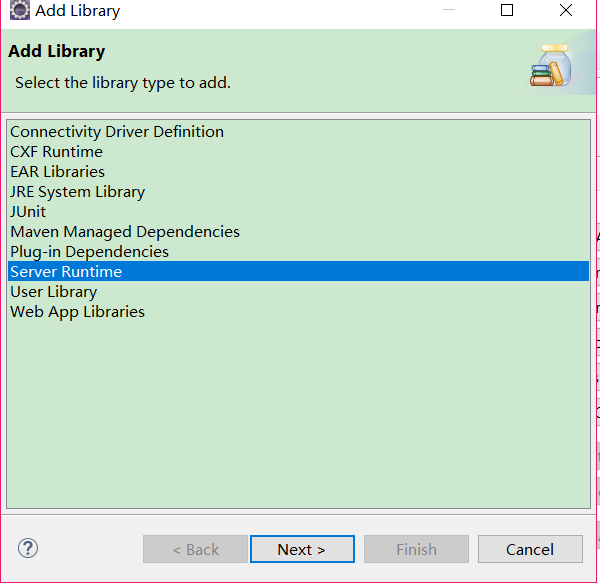 Add Library
Add Library
Select the library type to add.
Connectivity Driver Definition
CXF Runtime
EAR Libraries
JRE System Library
JUnit
Maven Managed Dependencies
Plug-in Dependencies
Server Runtime
User Library
Web App Libraries
? < Back Next > Finish Cancel